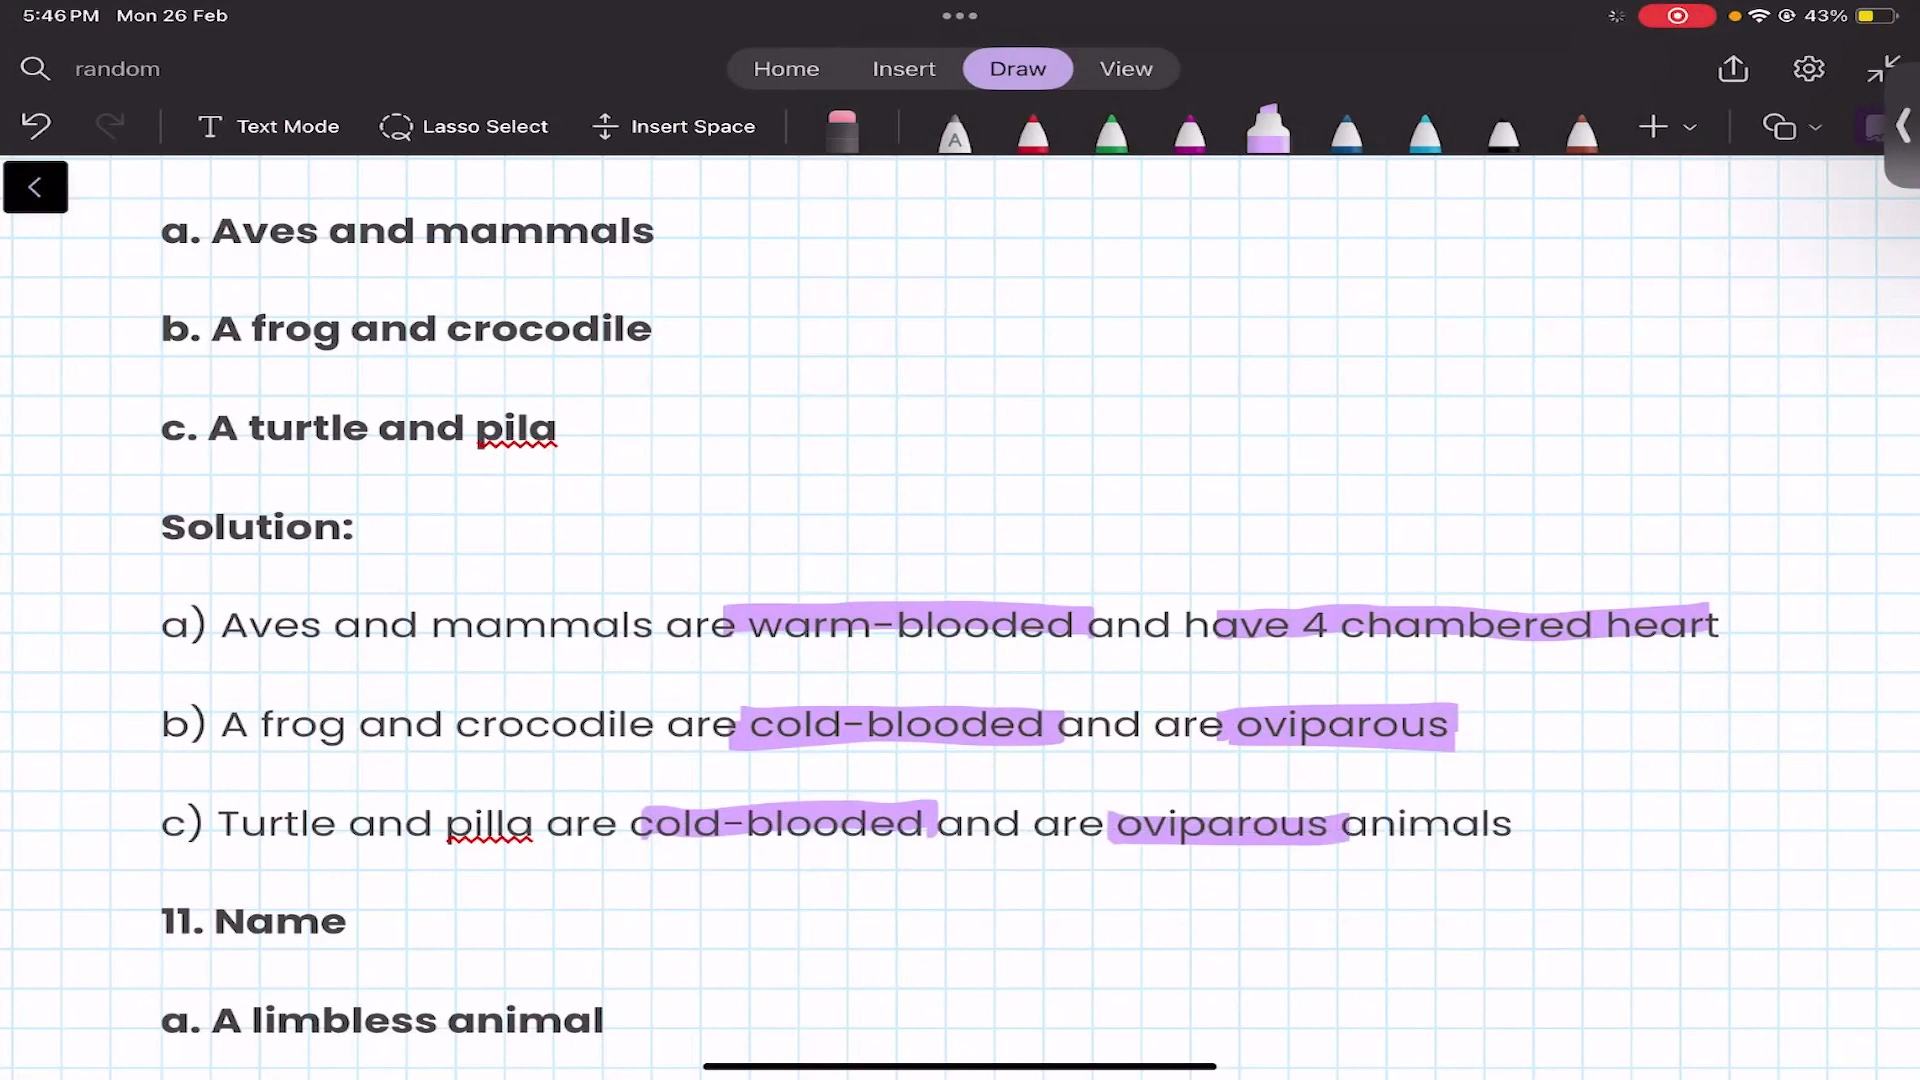 5:46 PM Mon 26 Feb
43%
random
Home Insert Draw View
Text Mode Lasso Select Insert Space
A
a. Aves and mammals
b. A frog and crocodile
c. A turtle and pila
Solution:
a) Aves and mammals are warm-blooded and have 4 chambered heart
b) A frog and crocodile are cold-blooded and are oviparous
c) Turtle and pilla are cold-blooded and are oviparous animals
11. Name
a. A limbless animal